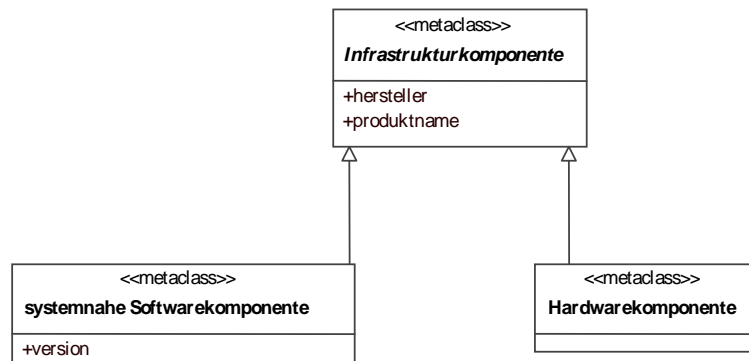 <<metaclass>>
Infrastrukturkomponente
+hersteller
+produktname
<<metaclass>>
systemnahe Softwarekomponente
+version
<<metaclass>>
Hardwarekomponente